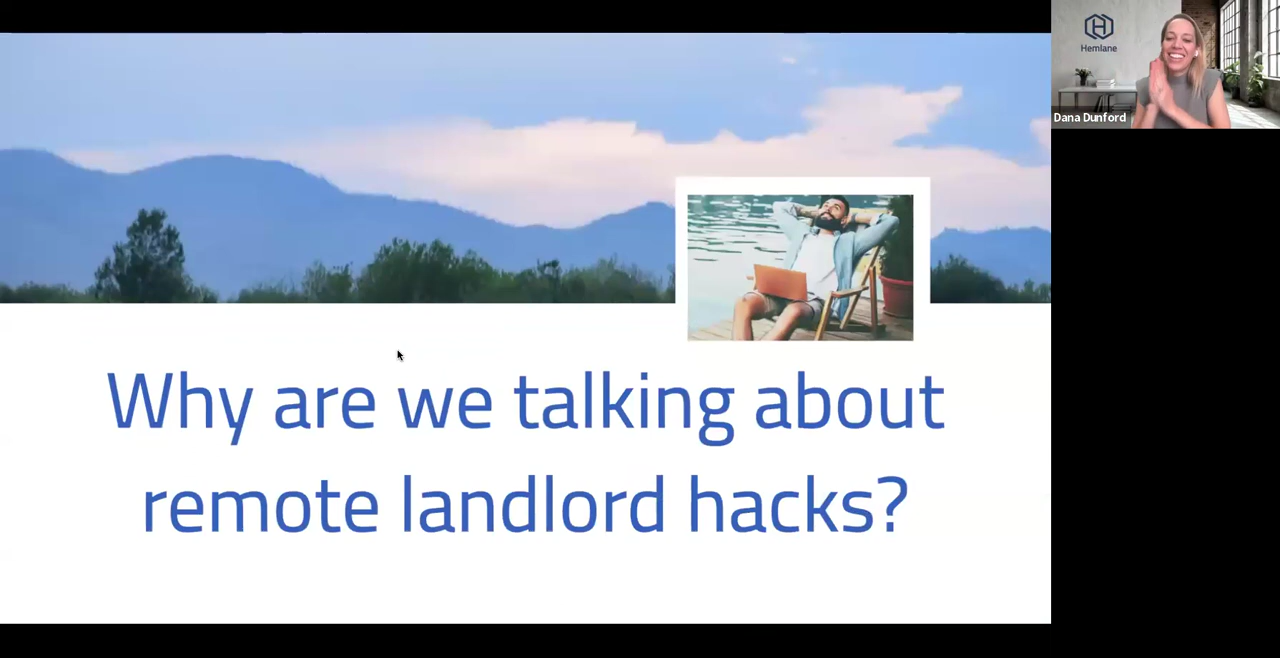 Hemlane
Dana Dunford
Why are we talking about
remote landlord hacks?